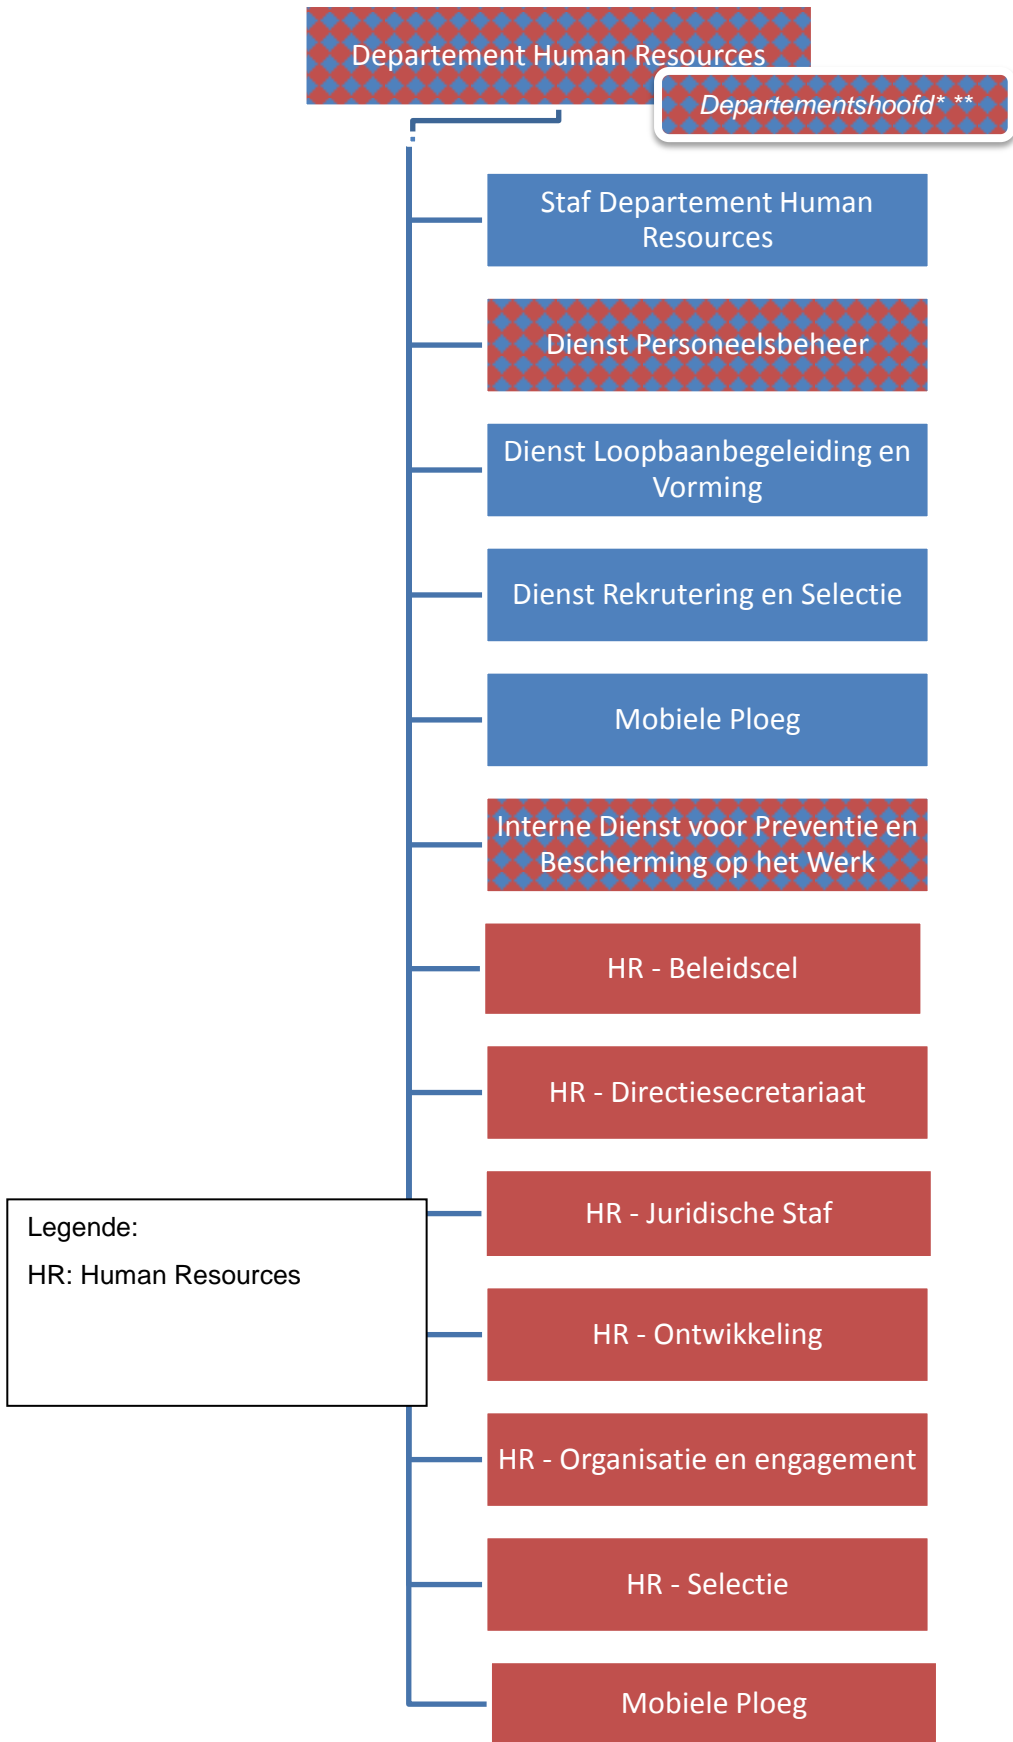 Departement Human Resources
Departementshoofd* **
Staf Departement Human
Resources
Dienst Personeelsbeheer
Dienst Loopbaanbegeleiding en
Vorming
Dienst Rekrutering en Selectie
Mobiele Ploeg
Interne Dienst voor Preventie en
Bescherming op het Werk
HR - Beleidscel
HR - Directiesecretariaat
HR - Juridische Staf
Legende:
HR: Human Resources
HR - Ontwikkeling
HR - Organisatie en engagement
HR - Selectie
Mobiele Ploeg